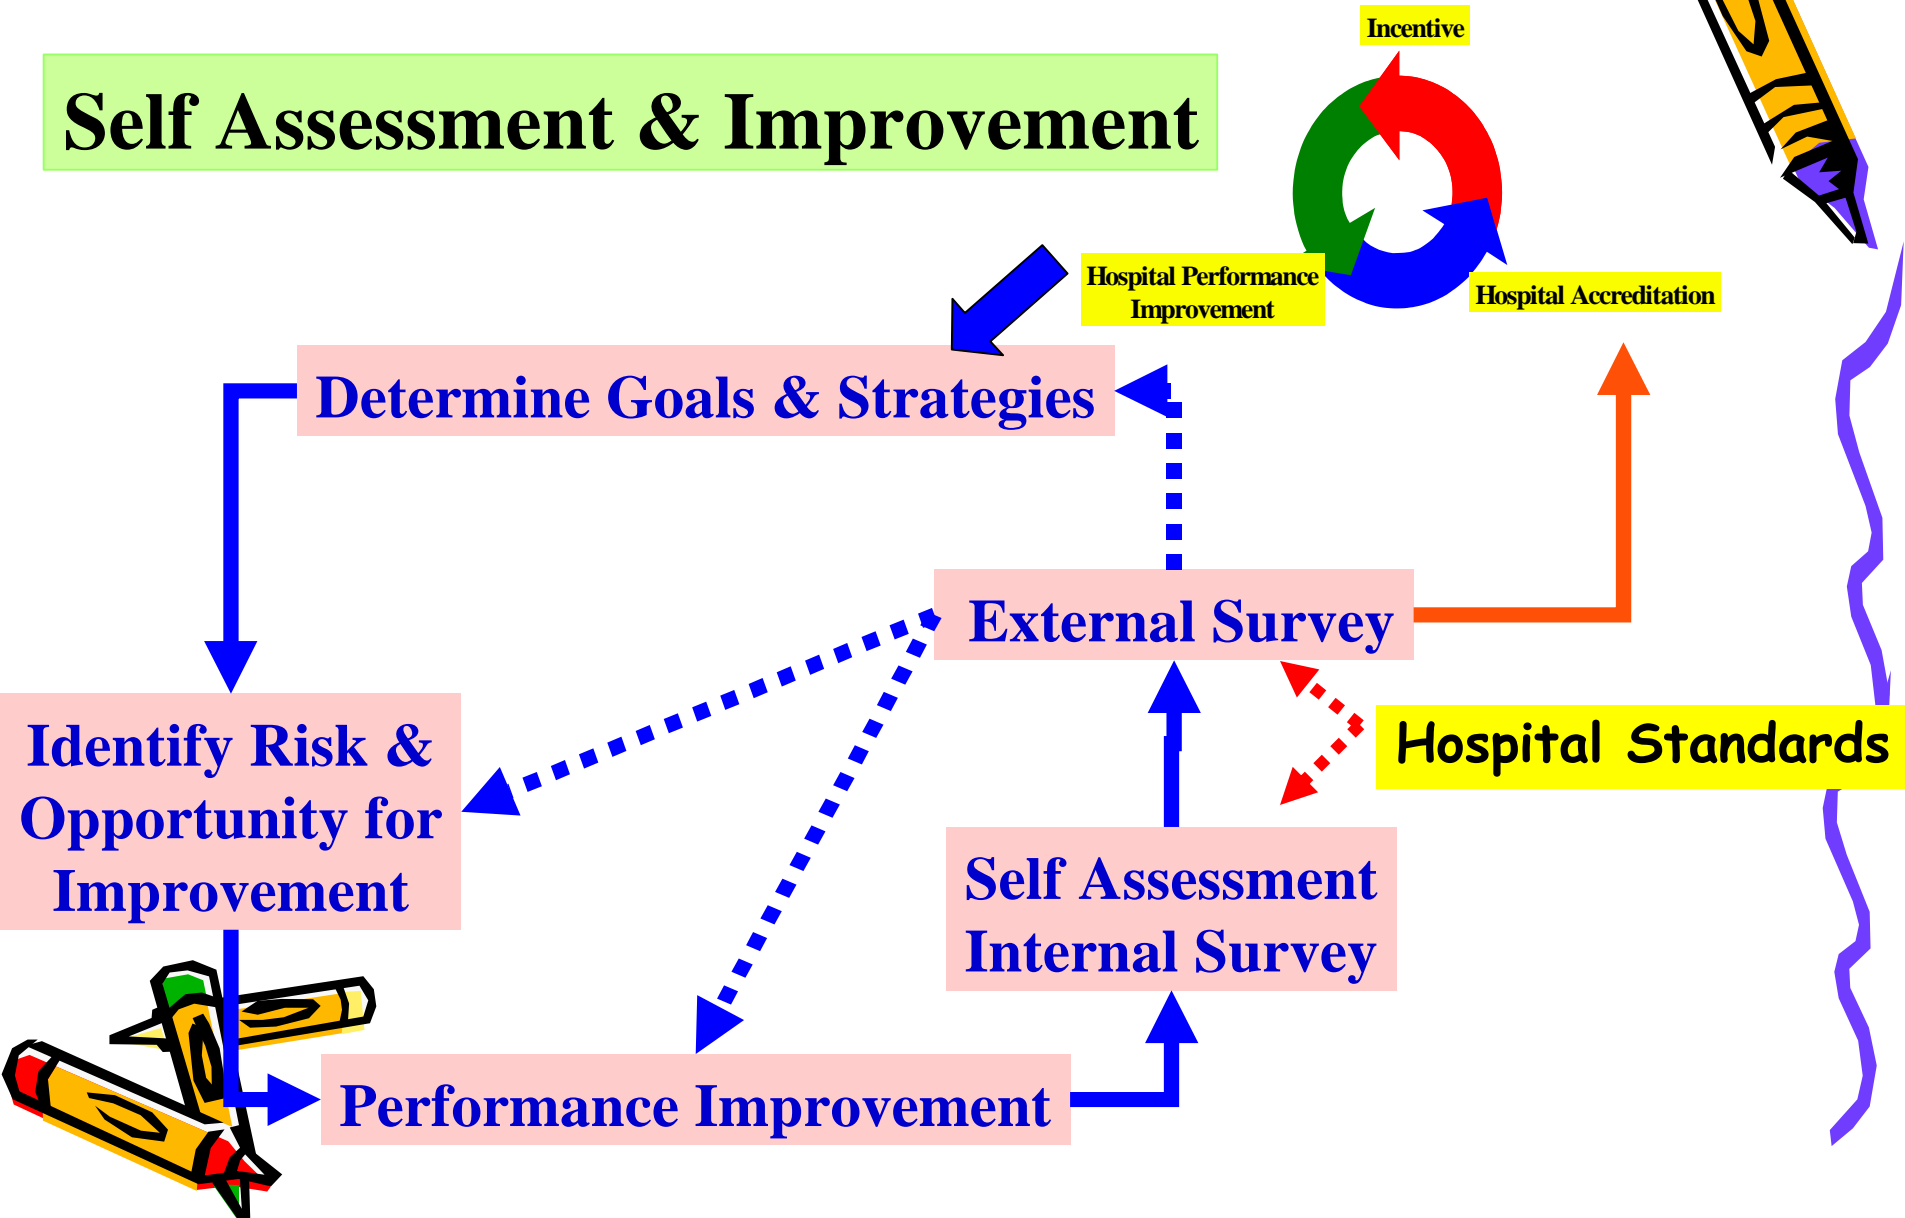 Incentive
Self Assessment & Improvement
Hospital Performance
Improvement
Hospital Accreditation
Determine Goals & Strategies
External Survey
Identify Risk &
Opportunity for
Improvement
Hospital Standards
Self Assessment
Internal Survey
Performance Improvement